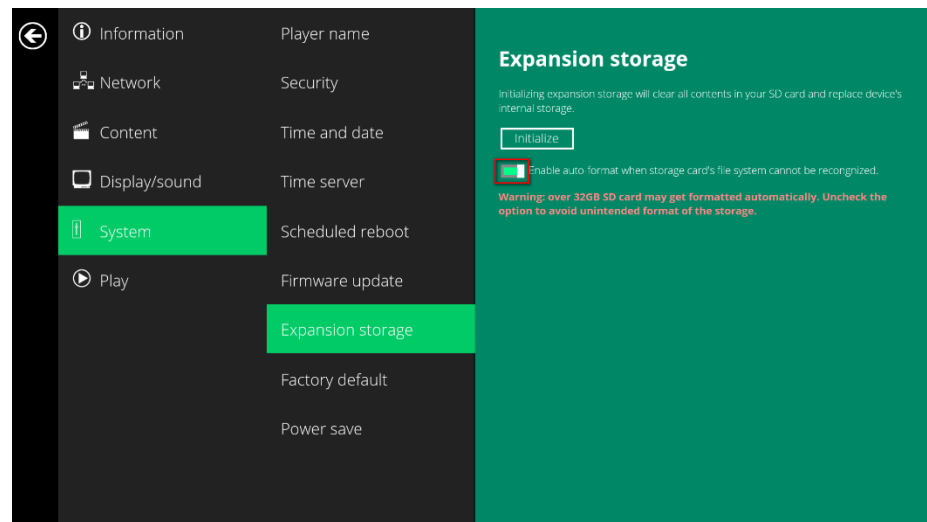 Information
Network
Content
Display/sound
System
Play
Player name
Security
Time and date
Time server
Scheduled reboot
Firmware update
Expansion storage
Factory default
Power save
Expansion storage
Initializing expansion storage will clear all contents in your SD card and replace device's
internal storage.
Initialize
Enable auto format when storage card's file system cannot be recongnized.
Warning: over 32GB SD card may get formatted automatically. Uncheck the
option to avoid unintended format of the storage.